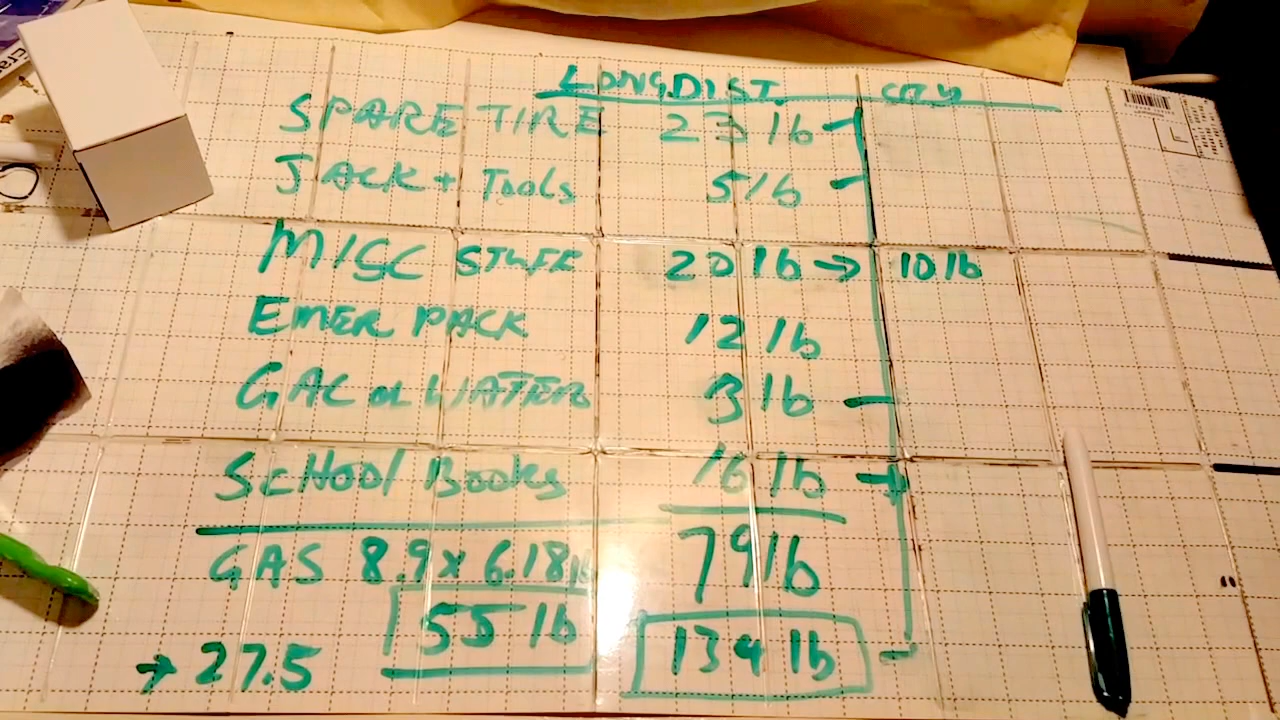 LONG DIST. CITY
SPARE TIRE 23 lb
JACK + Tools 5 lb
MISC STUFF 20 lb → 10 lb
EMER PACK 12 lb
GAL OR WATER 3 lb
SCHOOL BOOKS 16 lb
79 lb
GAS 8.9 x 6.18 lb
55 lb 134 lb
→ 27.5